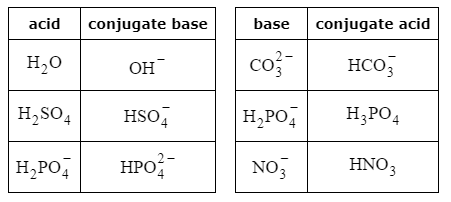 acid conjugate base
H₂O OH⁻
H₂SO₄ HSO₄⁻
H₂PO₄⁻ HPO₄²⁻
base conjugate acid
CO₃²⁻ HCO₃⁻
H₂PO₄⁻ H₃PO₄
NO₃⁻ HNO₃